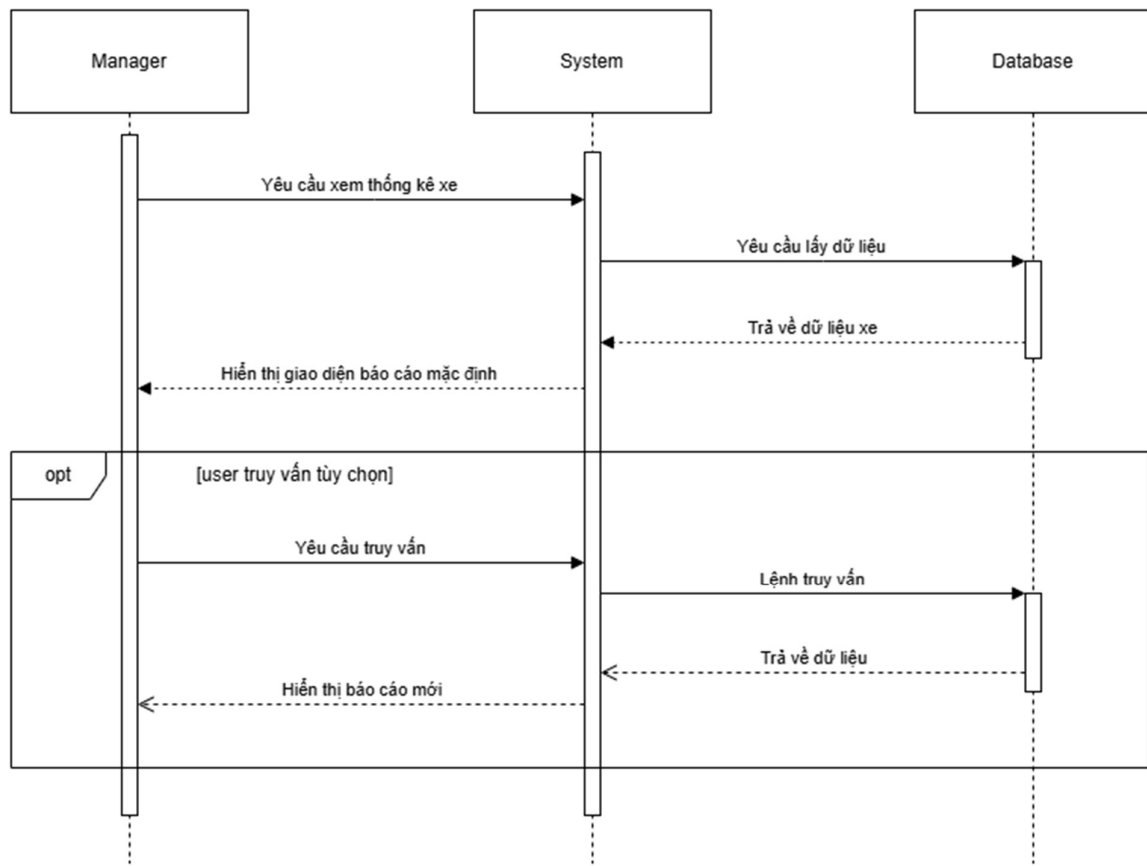 Manager
System
Database
Yêu cầu xem thống kê xe
Yêu cầu lấy dữ liệu
Trả về dữ liệu xe
Hiển thị giao diện báo cáo mặc định
opt
[user truy vấn tùy chọn]
Yêu cầu truy vấn
Lệnh truy vấn
Trả về dữ liệu
Hiển thị báo cáo mới